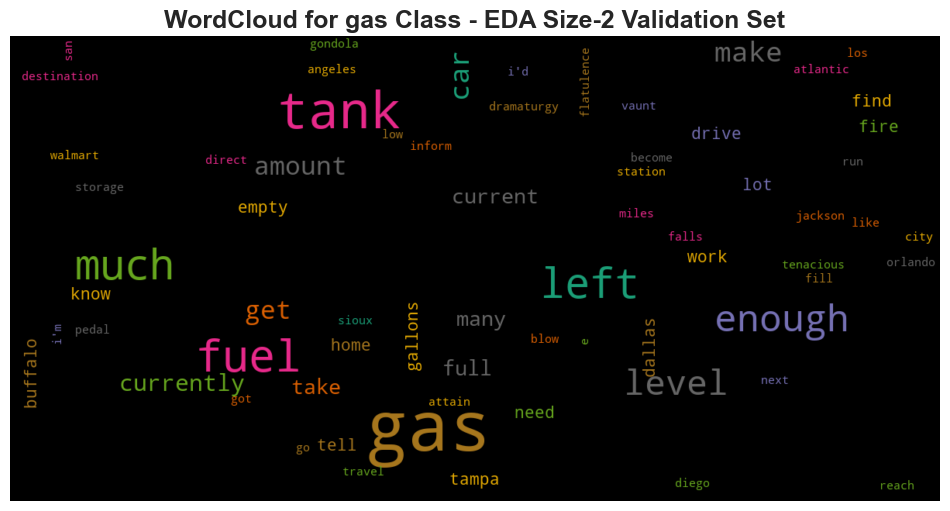 WordCloud for gas Class - EDA Size-2 Validation Set
san
gondola
los
destination
angeles
car
i'd
flatulence
make
atlantic
tank
dramaturgy
vaunt
find
low
inform
drive
fire
walmart
direct
amount
become
station
run
storage
current
lot
empty
miles
jackson
like
falls
city
much
work
tenacious
orlando
know
left
fill
get
sioux
gallons
many
enough
i'm
pedal
home
blow
e
dallas
buffalo
fuel
full
currently
take
level
next
got
attain
gas
need
go
tell
travel
tampa
diego
reach